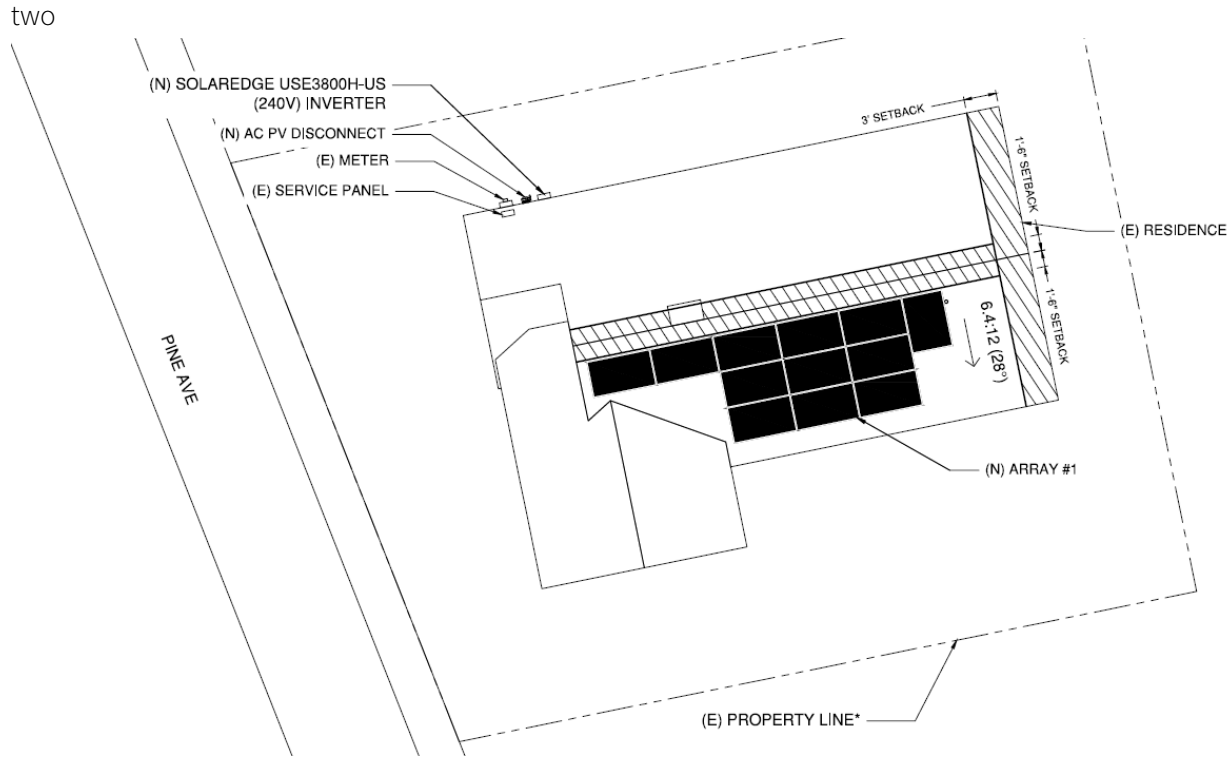 two
(N) SOLAREDGE USE3800H-US
(240V) INVERTER
(N) AC PV DISCONNECT
(E) METER
(E) SERVICE PANEL
3' SETBACK
1'-6" SETBACK
(E) RESIDENCE
1'-6" SETBACK
6.4:12 (28°)
PINE AVE
(N) ARRAY #1
(E) PROPERTY LINE*